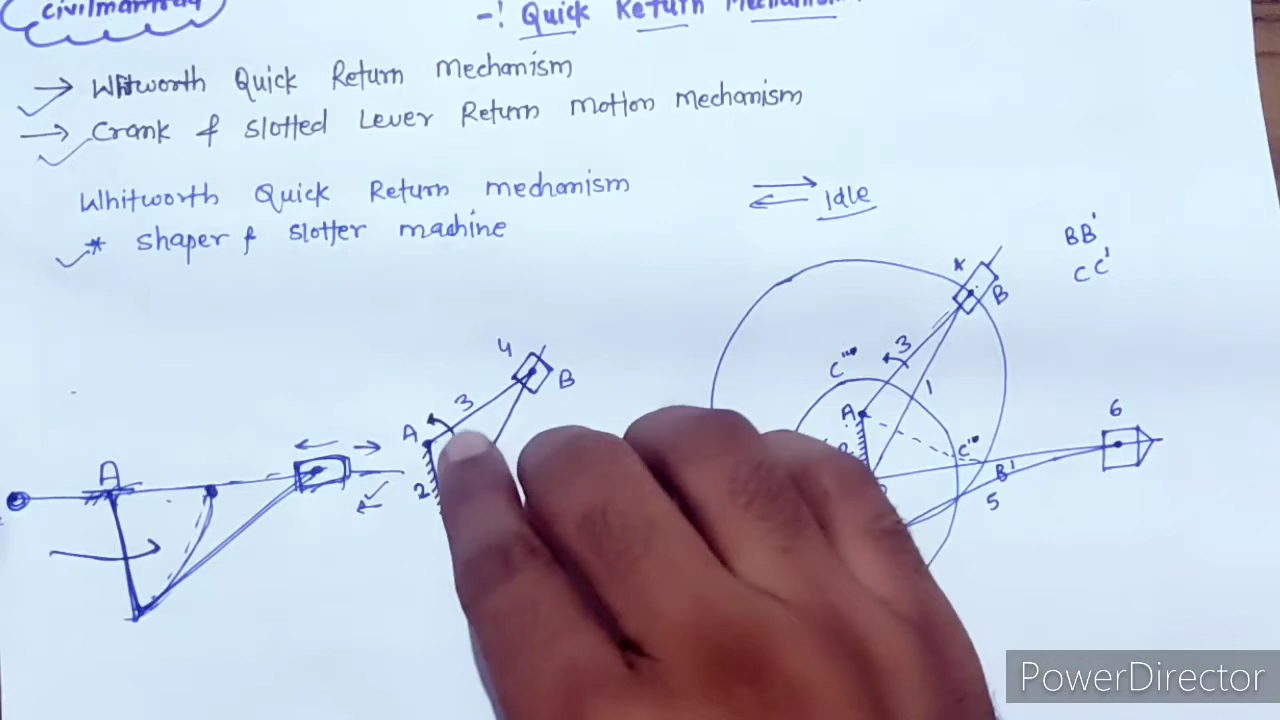 -! Quick Return Mechanism
→ Whitworth Quick Return Mechanism
→ Crank & Slotted Lever Return Motion Mechanism
Whitworth Quick Return mechanism
* Shaper & Slotter machine
Idle
BB'
CC'
4
B
3
A
2
A
B
3
C'''
1
A
C''
B'
5
6
PowerDirector